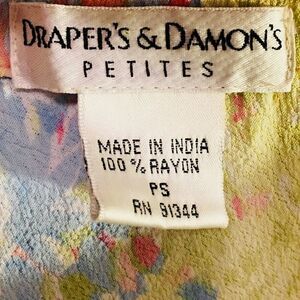 DRAPER'S & DAMON'S
PETITES
MADE IN INDIA
100% RAYON
PS
RN 91344